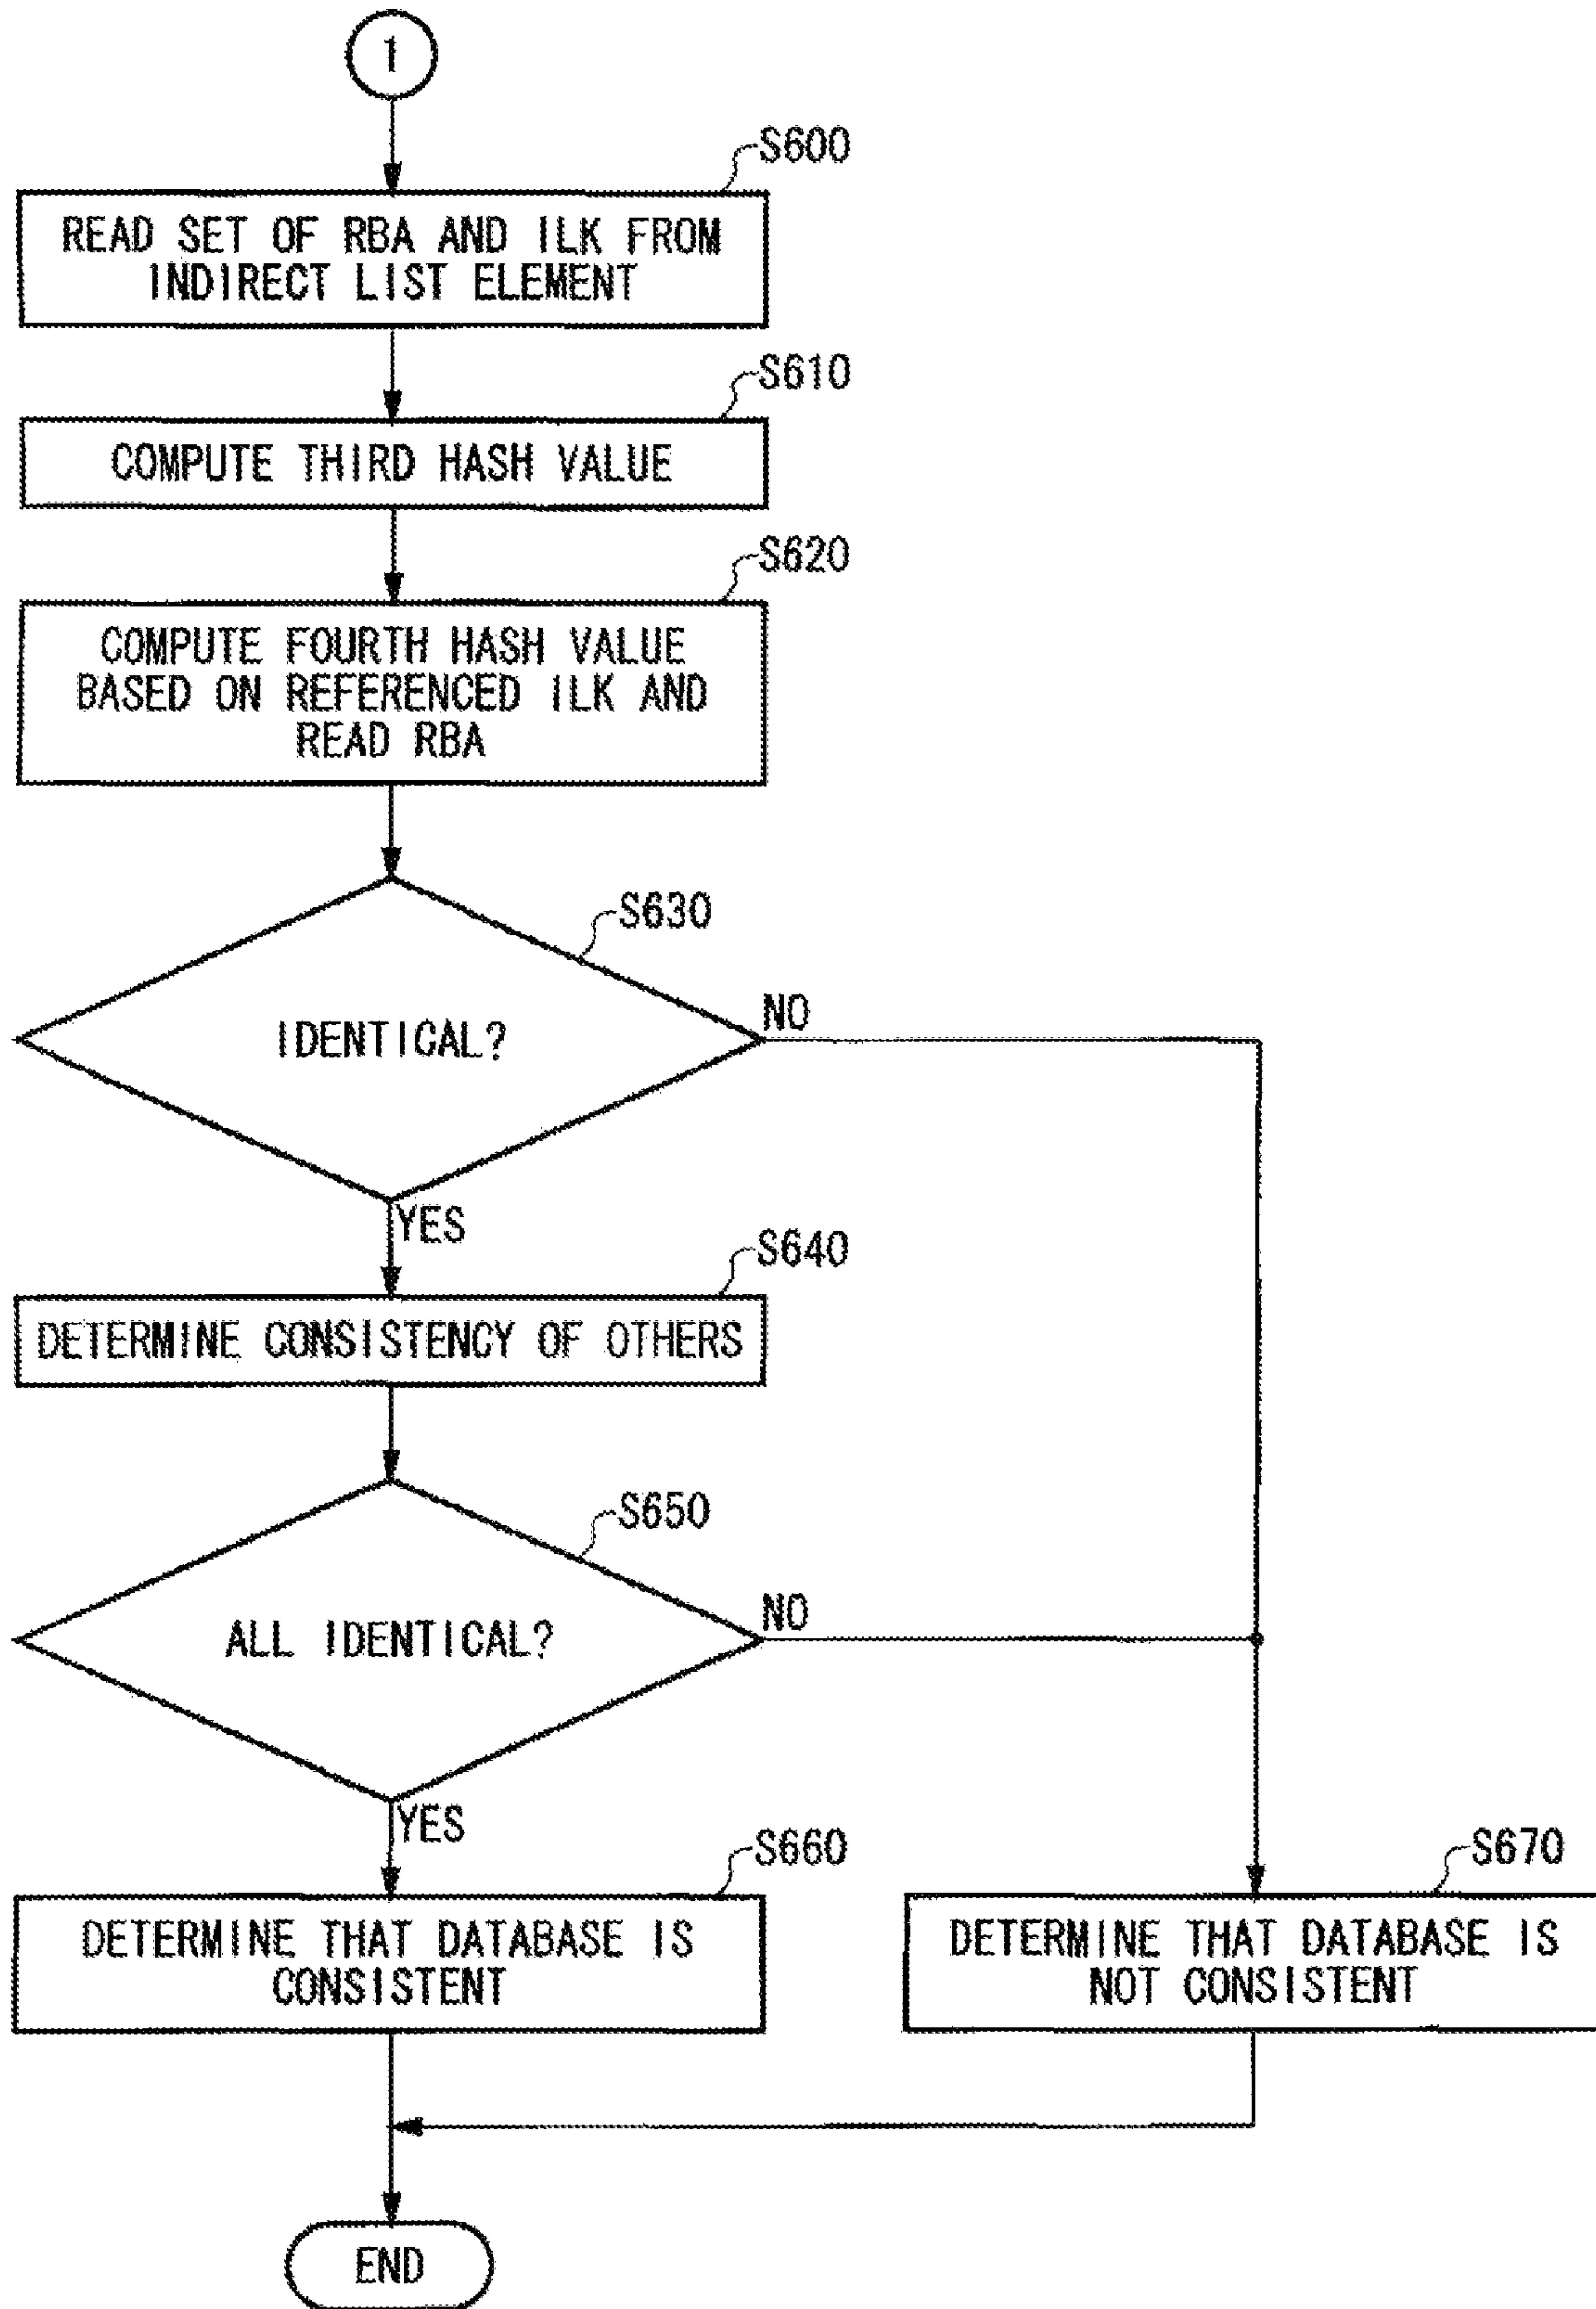 1
S600
READ SET OF RBA AND ILK FROM
INDIRECT LIST ELEMENT
S610
COMPUTE THIRD HASH VALUE
S620
COMPUTE FOURTH HASH VALUE
BASED ON REFERENCED ILK AND
READ RBA
S630
IDENTICAL?
NO
YES
S640
DETERMINE CONSISTENCY OF OTHERS
S650
ALL IDENTICAL?
NO
YES
S660
DETERMINE THAT DATABASE IS
CONSISTENT
S670
DETERMINE THAT DATABASE IS
NOT CONSISTENT
END